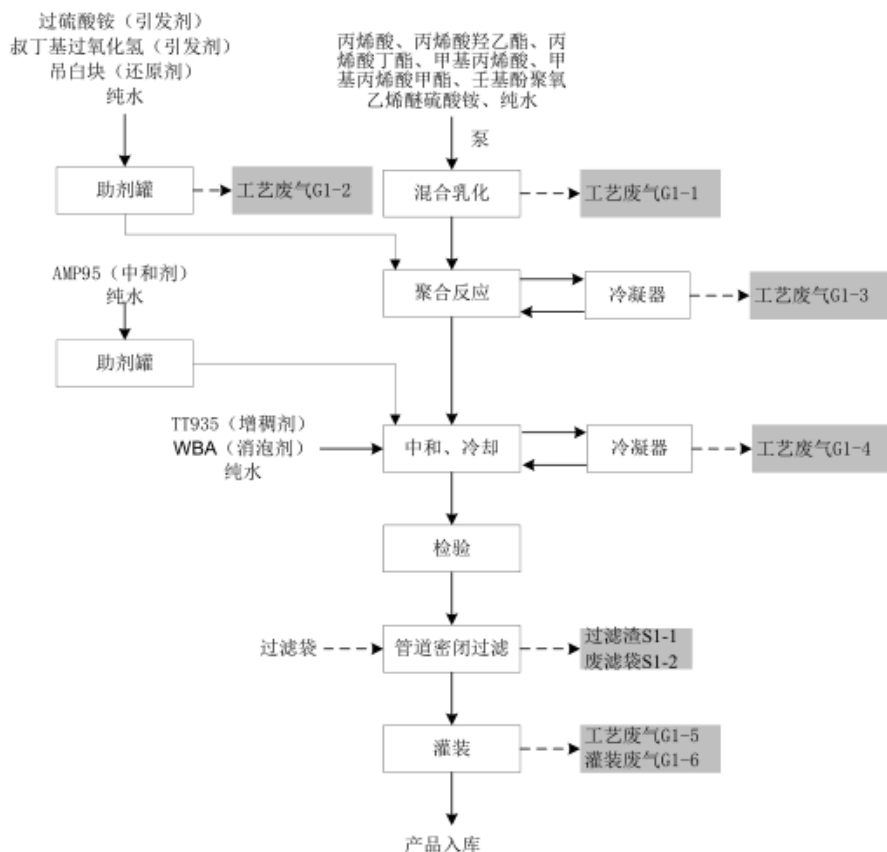 过硫酸铵（引发剂）
叔丁基过氧化氢（引发剂）
吊白块（还原剂）
纯水
丙烯酸、丙烯酸羟乙酯、丙
烯酸丁酯、甲基丙烯酸、甲
基丙烯酸甲酯、壬基酚聚氧
乙烯醚硫酸铵、纯水
泵
助剂罐
工艺废气G1-2
混合乳化
工艺废气G1-1
AMP95（中和剂）
纯水
聚合反应
冷凝器
工艺废气G1-3
助剂罐
TT935（增稠剂）
WBA（消泡剂）
纯水
中和、冷却
冷凝器
工艺废气G1-4
检验
过滤袋
管道密闭过滤
过滤渣S1-1
废滤袋S1-2
灌装
工艺废气G1-5
灌装废气G1-6
产品入库